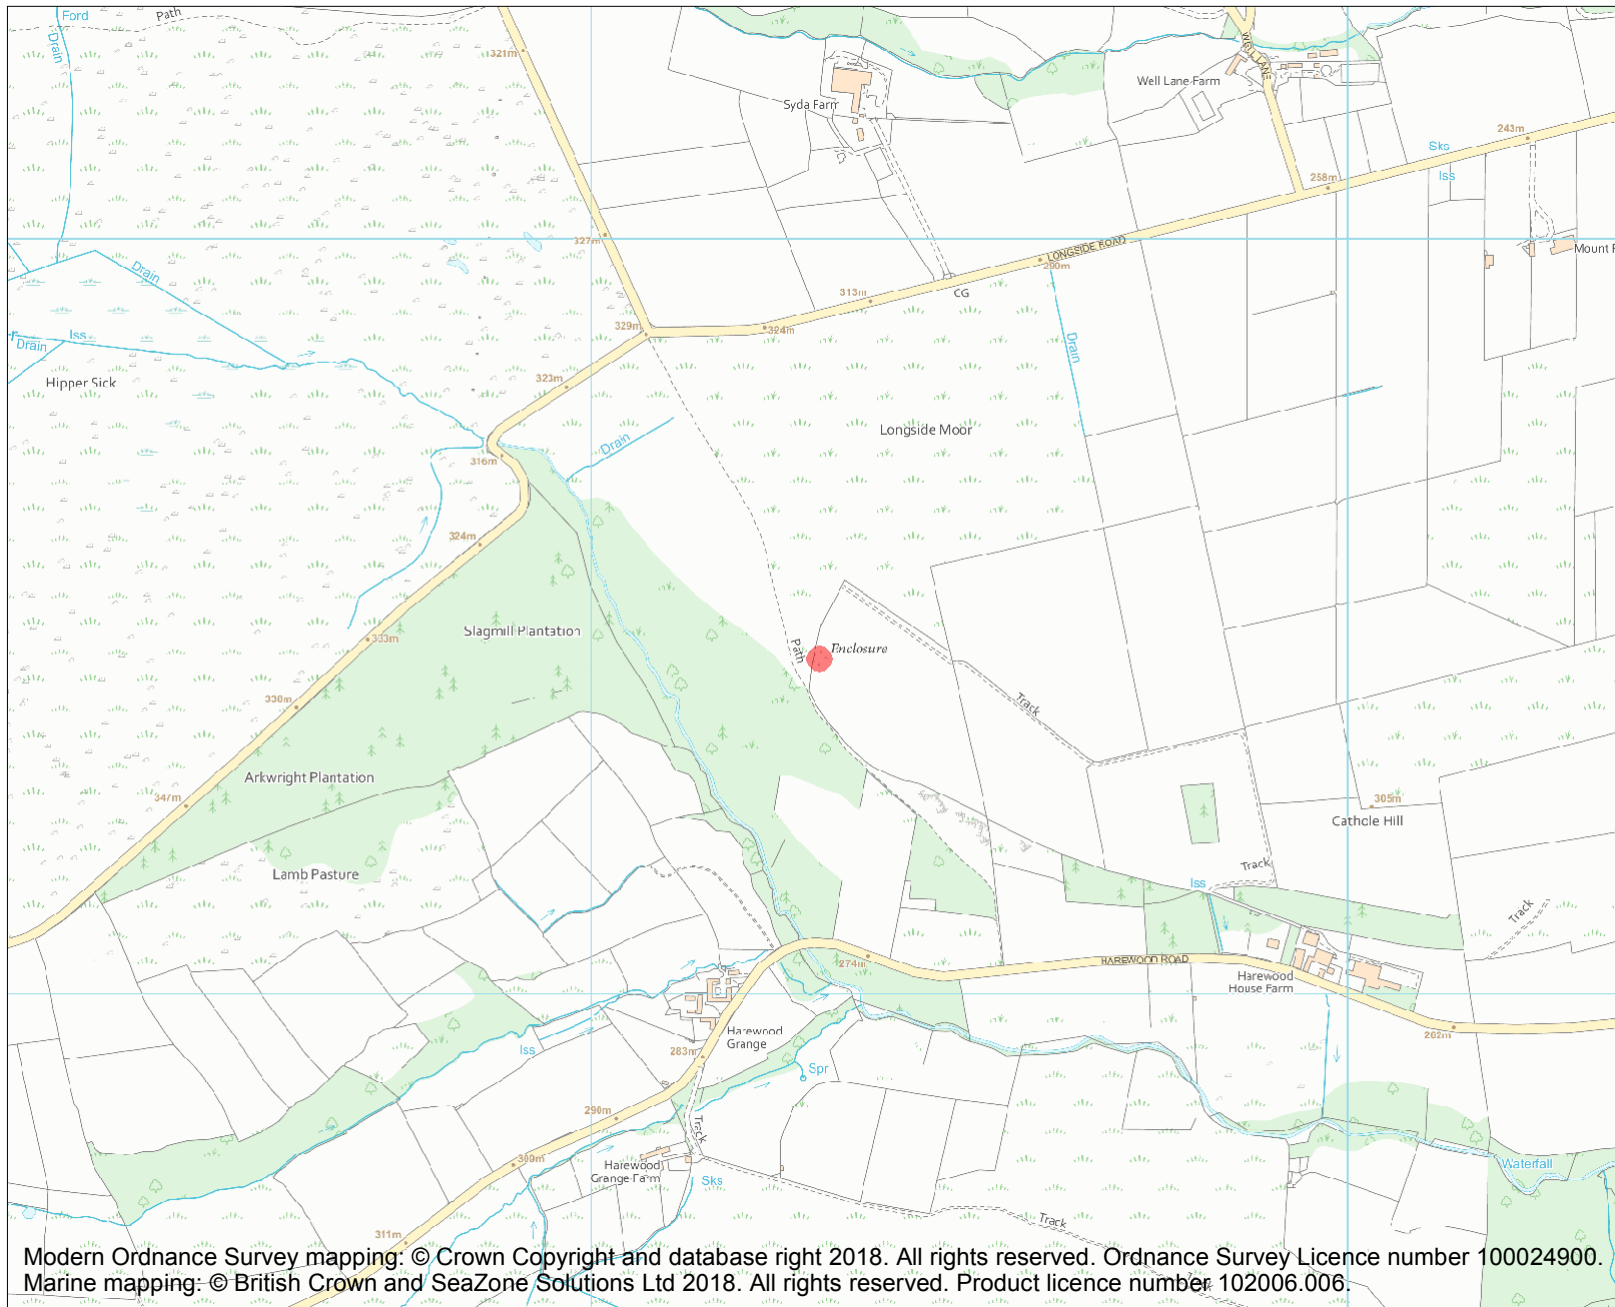 Ford
Path
Drain
321m
Syda Farm
Well Lane Farm
WELL LANE
243m
Sks
Iss
258m
327m
LONGSIDE ROAD
290m
Mount
Drain
313m
CG
329m
324m
Iss
Drain
Drain
Hipper Sick
323m
Longside Moor
Drain
316m
324m
Slagmill Plantation
333m
Path
Enclosure
Track
330m
Arkwright Plantation
347m
305m
Cathole Hill
Lamb Pasture
Track
Iss
Track
274m
HAREWOOD ROAD
Harewood
House Farm
Harewood
Grange
Iss
283m
262m
Spr
290m
Track
300m
Harewood
Grange Farm
Sks
Waterfall
Track
311m
Modern Ordnance Survey mapping: © Crown Copyright and database right 2018. All rights reserved. Ordnance Survey Licence number 100024900.
Marine mapping: © British Crown and SeaZone Solutions Ltd 2018. All rights reserved. Product licence number 102006.006.